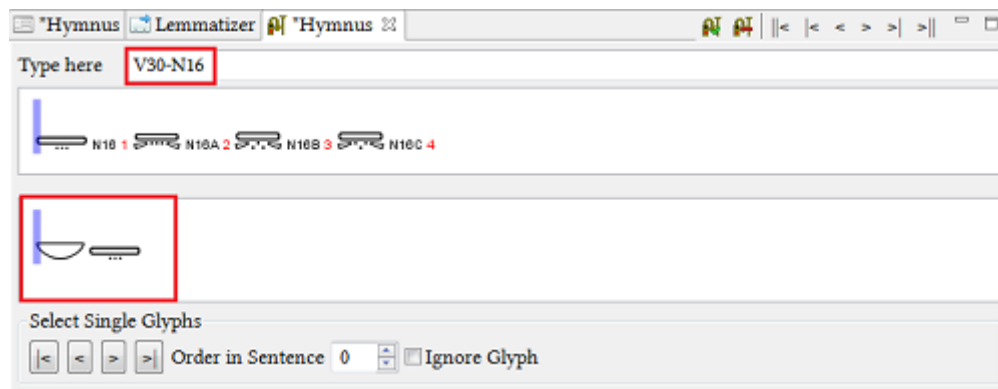 *Hymnus Lemmatizer *Hymnus
Type here V30-N16
N16 1 N16A 2 N16B 3 N16C 4
Select Single Glyphs
|< < > >| Order in Sentence 0 Ignore Glyph